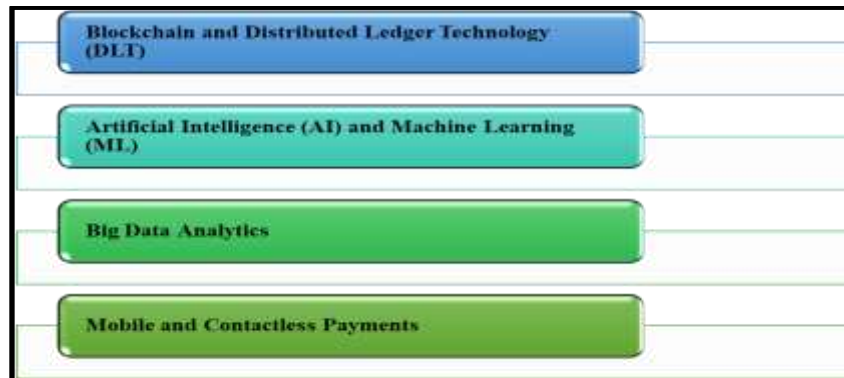 Blockchain and Distributed Ledger Technology
(DLT)
Artificial Intelligence (AI) and Machine Learning
(ML)
Big Data Analytics
Mobile and Contactless Payments